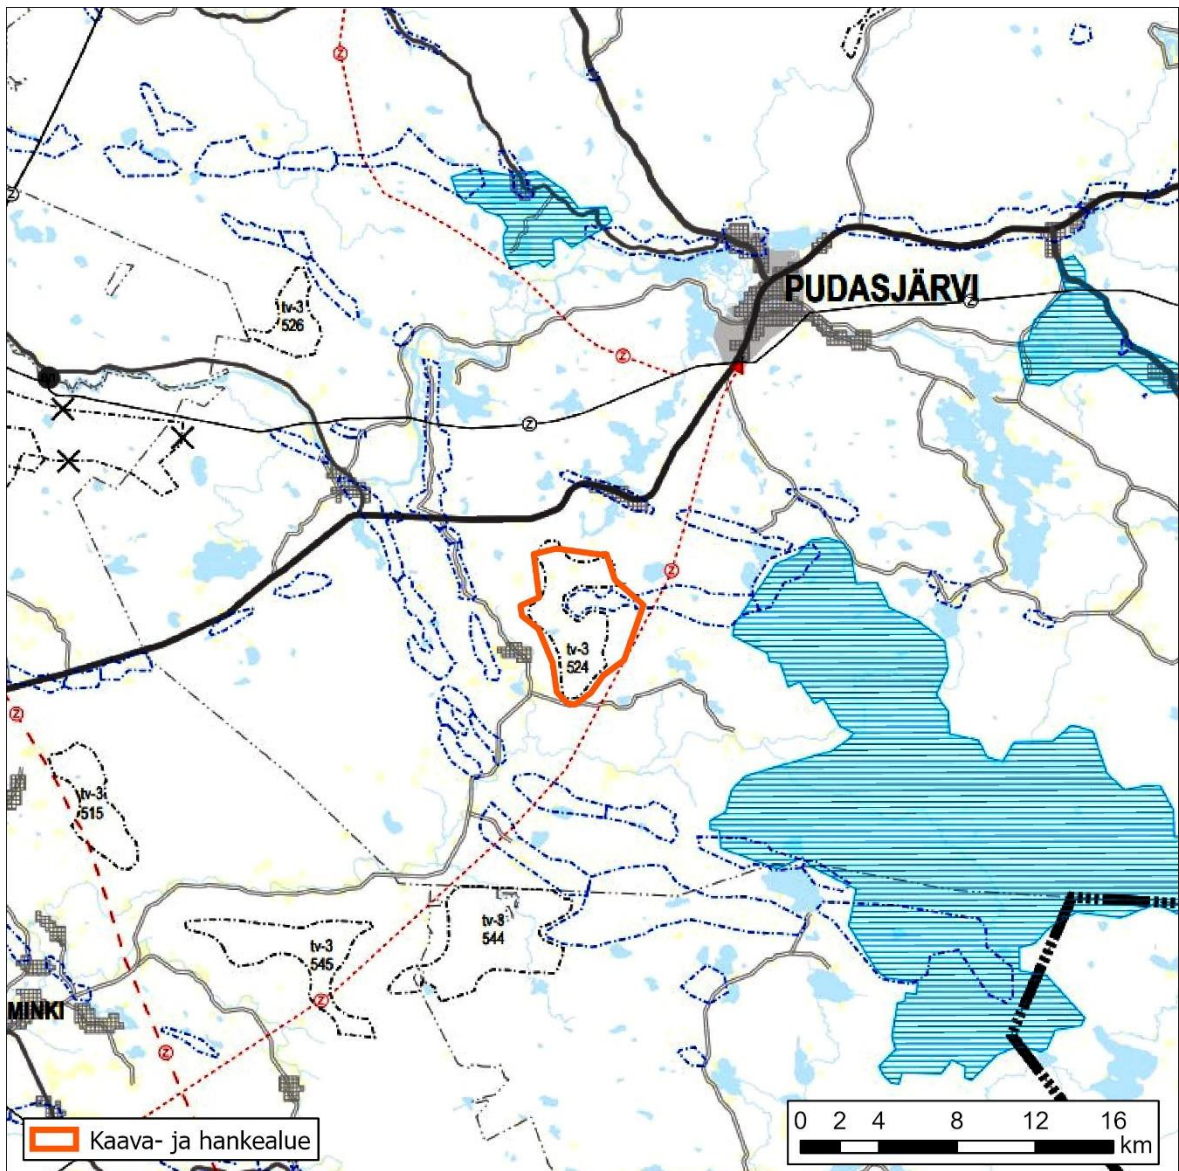 Z
Z
PUDASJÄRVI
Z
tv-3
526
Z
Z
Z
tv-3
524
Z
tv-3
515
tv-3
544
tv-3
545
Z
MINKI
Z
Kaava- ja hankealue
0 2 4 8 12 16
km